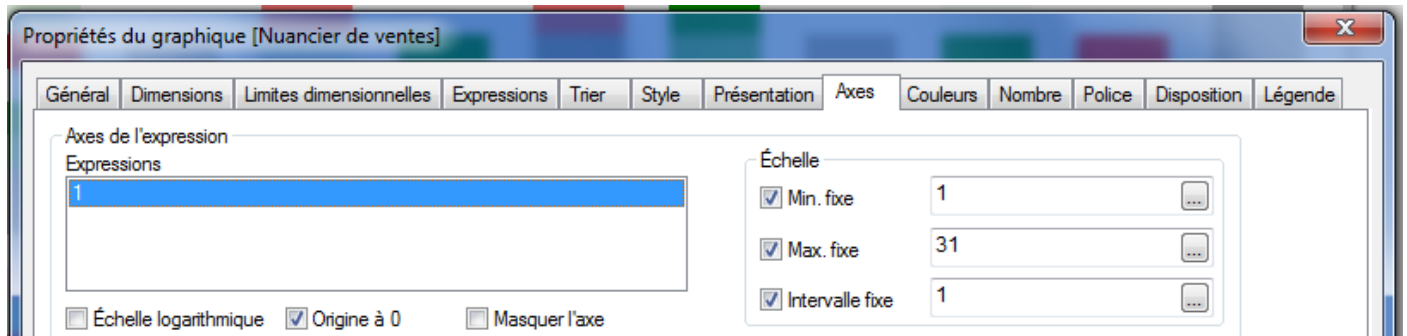 Propriétés du graphique [Nuancier de ventes]
Général Dimensions Limites dimensionnelles Expressions Trier Style Présentation Axes Couleurs Nombre Police Disposition Légende
Axes de l'expression
Expressions
1
Échelle logarithmique Origine à 0 Masquer l'axe
Échelle
Min. fixe 1 ...
Max. fixe 31 ...
Intervalle fixe 1 ...